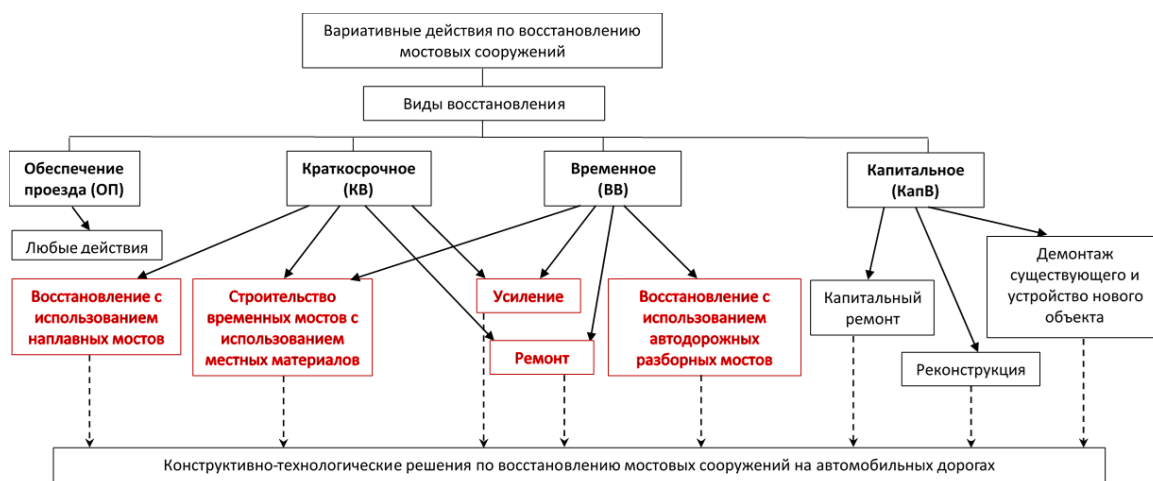 Вариативные действия по восстановлению
мостовых сооружений
Виды восстановления
Обеспечение
проезда (ОП)
Краткосрочное
(КВ)
Временное
(ВВ)
Капитальное
(КапВ)
Любые действия
Восстановление с
использованием
наплавных мостов
Строительство
временных мостов с
использованием
местных материалов
Усиление
Ремонт
Восстановление с
использованием
автодорожных
разборных мостов
Капитальный
ремонт
Реконструкция
Демонтаж
существующего и
устройство нового
объекта
Конструктивно-технологические решения по восстановлению мостовых сооружений на автомобильных дорогах